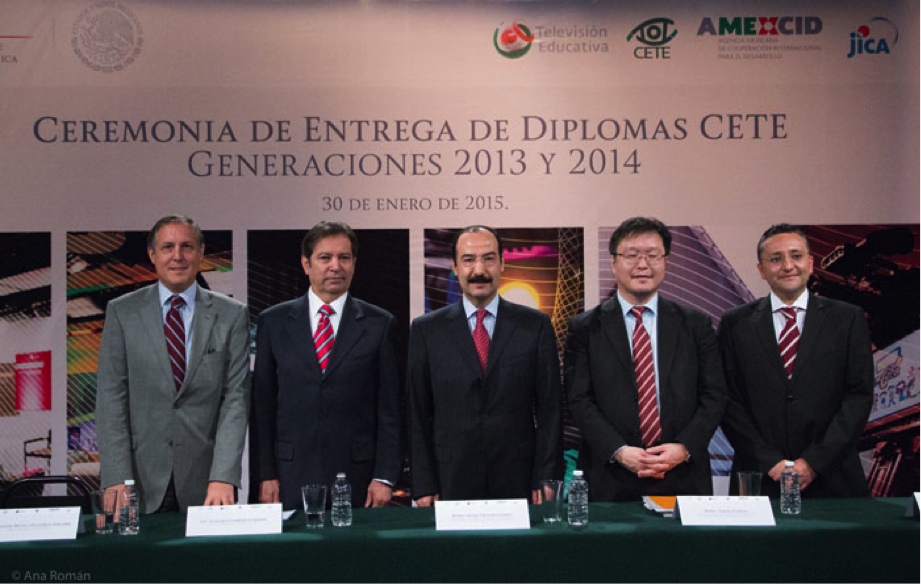 ICA
Televisión
Educativa
CETE
AMEXCID
AGENCIA MEXICANA
DE COOPERACIÓN INTERNACIONAL
PARA EL DESARROLLO
jICA
CEREMONIA DE ENTREGA DE DIPLOMAS CETE
GENERACIONES 2013 Y 2014
30 DE ENERO DE 2015.
© Ana Román